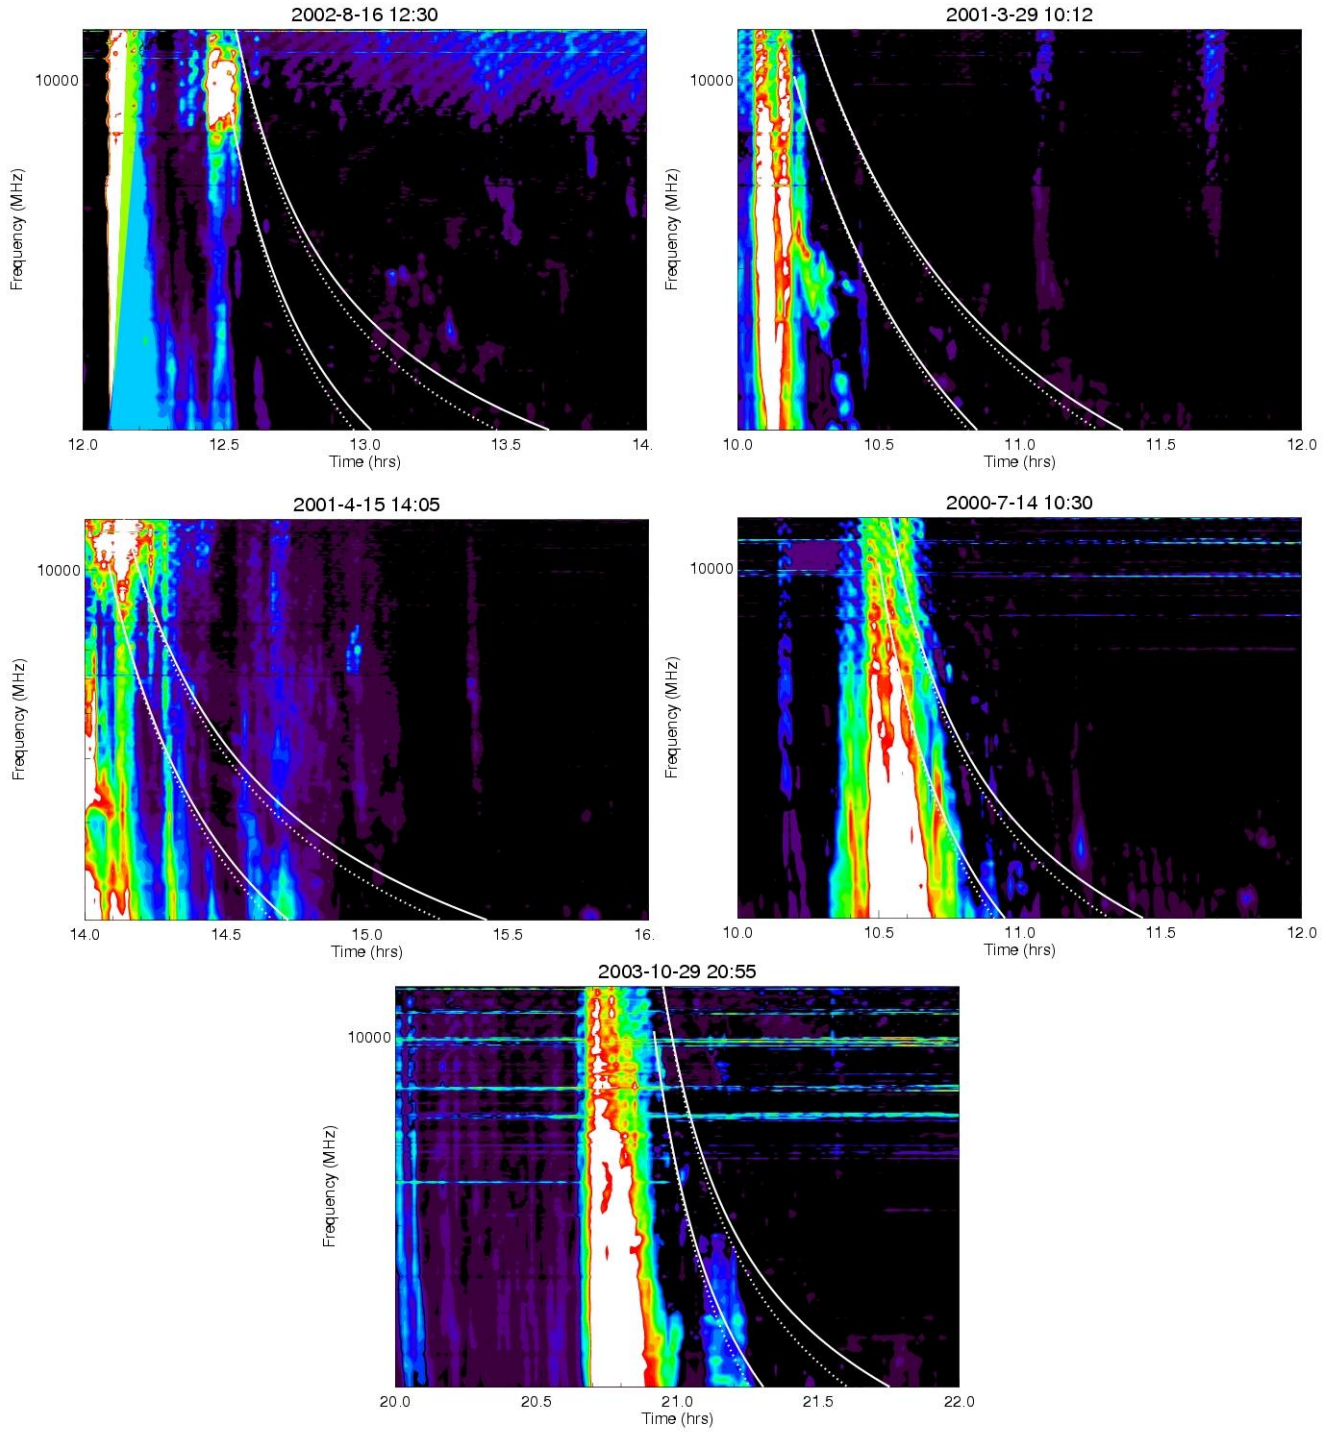 2002-8-16 12:30
10000
Frequency (MHz)
12.0 12.5 13.0 13.5 14.
Time (hrs)
2001-3-29 10:12
10000
Frequency (MHz)
10.0 10.5 11.0 11.5 12.0
Time (hrs)
2001-4-15 14:05
10000
Frequency (MHz)
14.0 14.5 15.0 15.5 16.
Time (hrs)
2000-7-14 10:30
10000
Frequency (MHz)
10.0 10.5 11.0 11.5 12.0
Time (hrs)
2003-10-29 20:55
10000
Frequency (MHz)
20.0 20.5 21.0 21.5 22.0
Time (hrs)